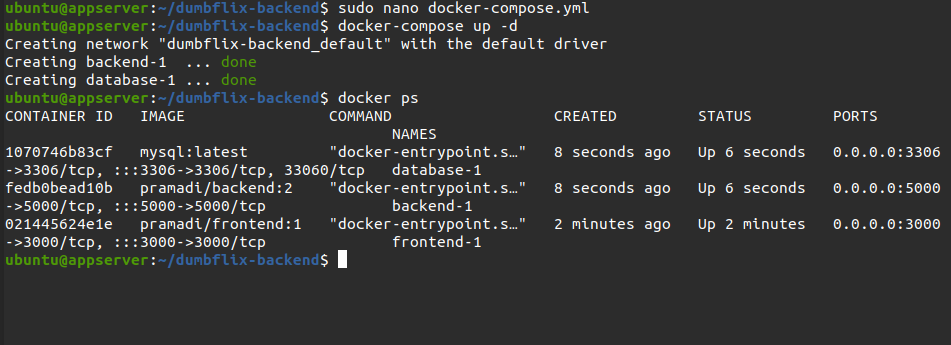 ubuntu@appserver:~/dumbflix-backend$ sudo nano docker-compose.yml
ubuntu@appserver:~/dumbflix-backend$ docker-compose up -d
Creating network "dumbflix-backend_default" with the default driver
Creating backend-1  ... done
Creating database-1 ... done
ubuntu@appserver:~/dumbflix-backend$ docker ps
CONTAINER ID   IMAGE                COMMAND                  CREATED         STATUS         PORTS
                                           NAMES
1070746b83cf   mysql:latest         "docker-entrypoint.s…"   8 seconds ago   Up 6 seconds   0.0.0.0:3306
->3306/tcp, :::3306->3306/tcp, 33060/tcp   database-1
fedb0bead10b   pramadi/backend:2    "docker-entrypoint.s…"   8 seconds ago   Up 6 seconds   0.0.0.0:5000
->5000/tcp, :::5000->5000/tcp              backend-1
021445624e1e   pramadi/frontend:1   "docker-entrypoint.s…"   2 minutes ago   Up 2 minutes   0.0.0.0:3000
->3000/tcp, :::3000->3000/tcp              frontend-1
ubuntu@appserver:~/dumbflix-backend$